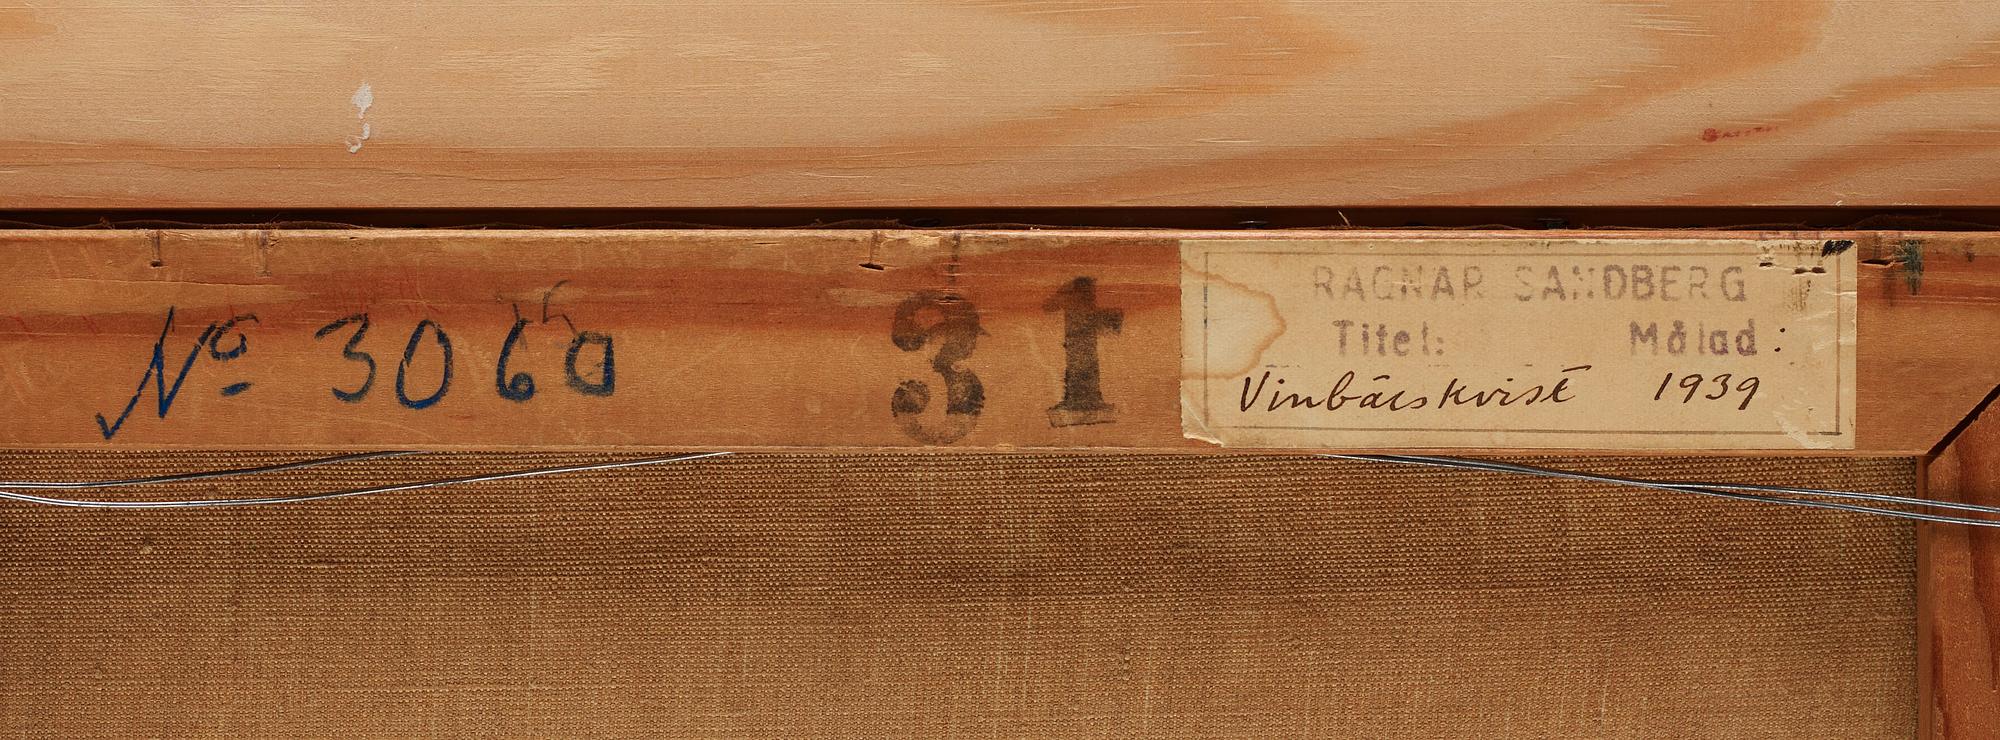 Nº 3060
31
RAGNAR SANDBERG
Titel: Målad:
Vinbärskvist 1939